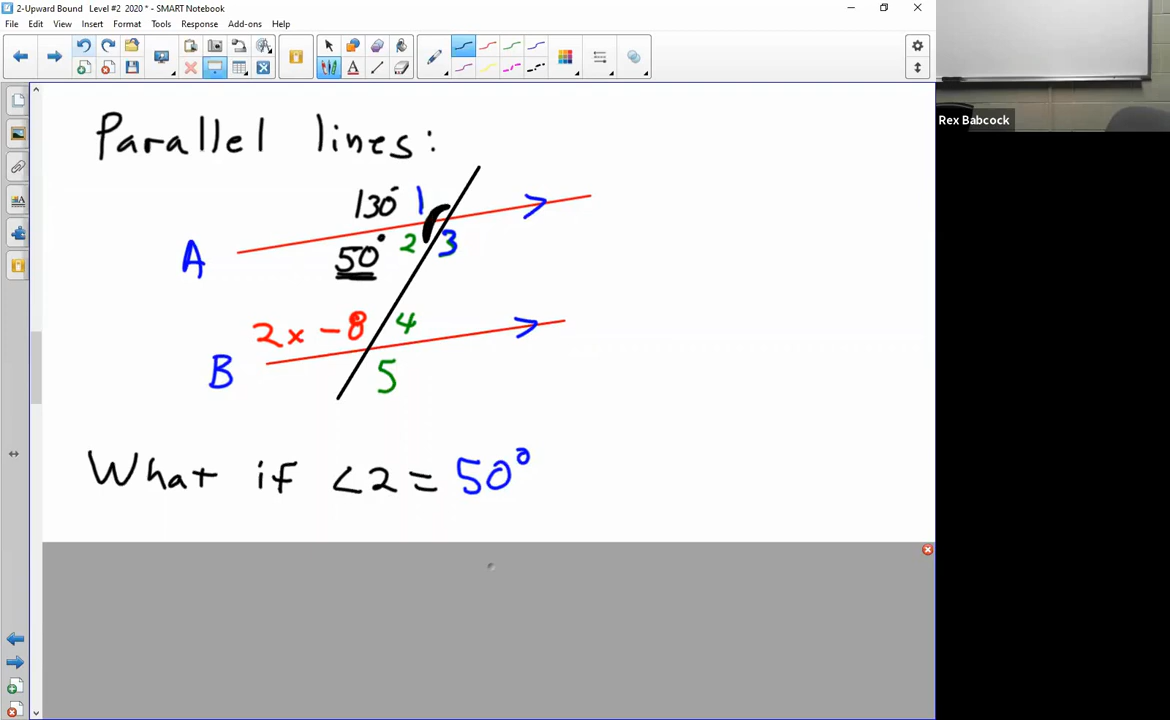 2-Upward Bound Level #2 2020 * - SMART Notebook
File Edit View Insert Format Tools Response Add-ons Help
Rex Babcock
Parallel lines:
130° 1
A 50° 2 3
2x - 8 4
B 5
What if <2 = 50°